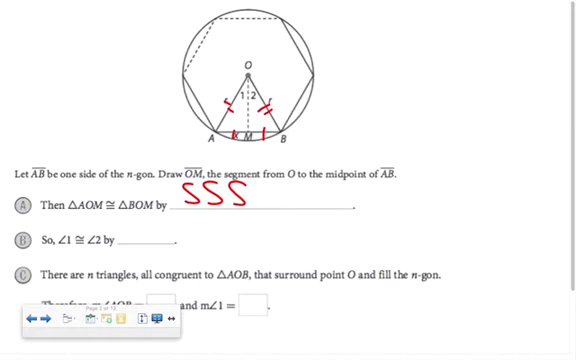 O
1 2
r r
A M B
Let AB be one side of the n-gon. Draw OM, the segment from O to the midpoint of AB.
SSS
A Then △AOM ≅ △BOM by
B So, ∠1 ≅ ∠2 by .
C There are n triangles, all congruent to △AOB, that surround point O and fill the n-gon.
and m∠1 = .